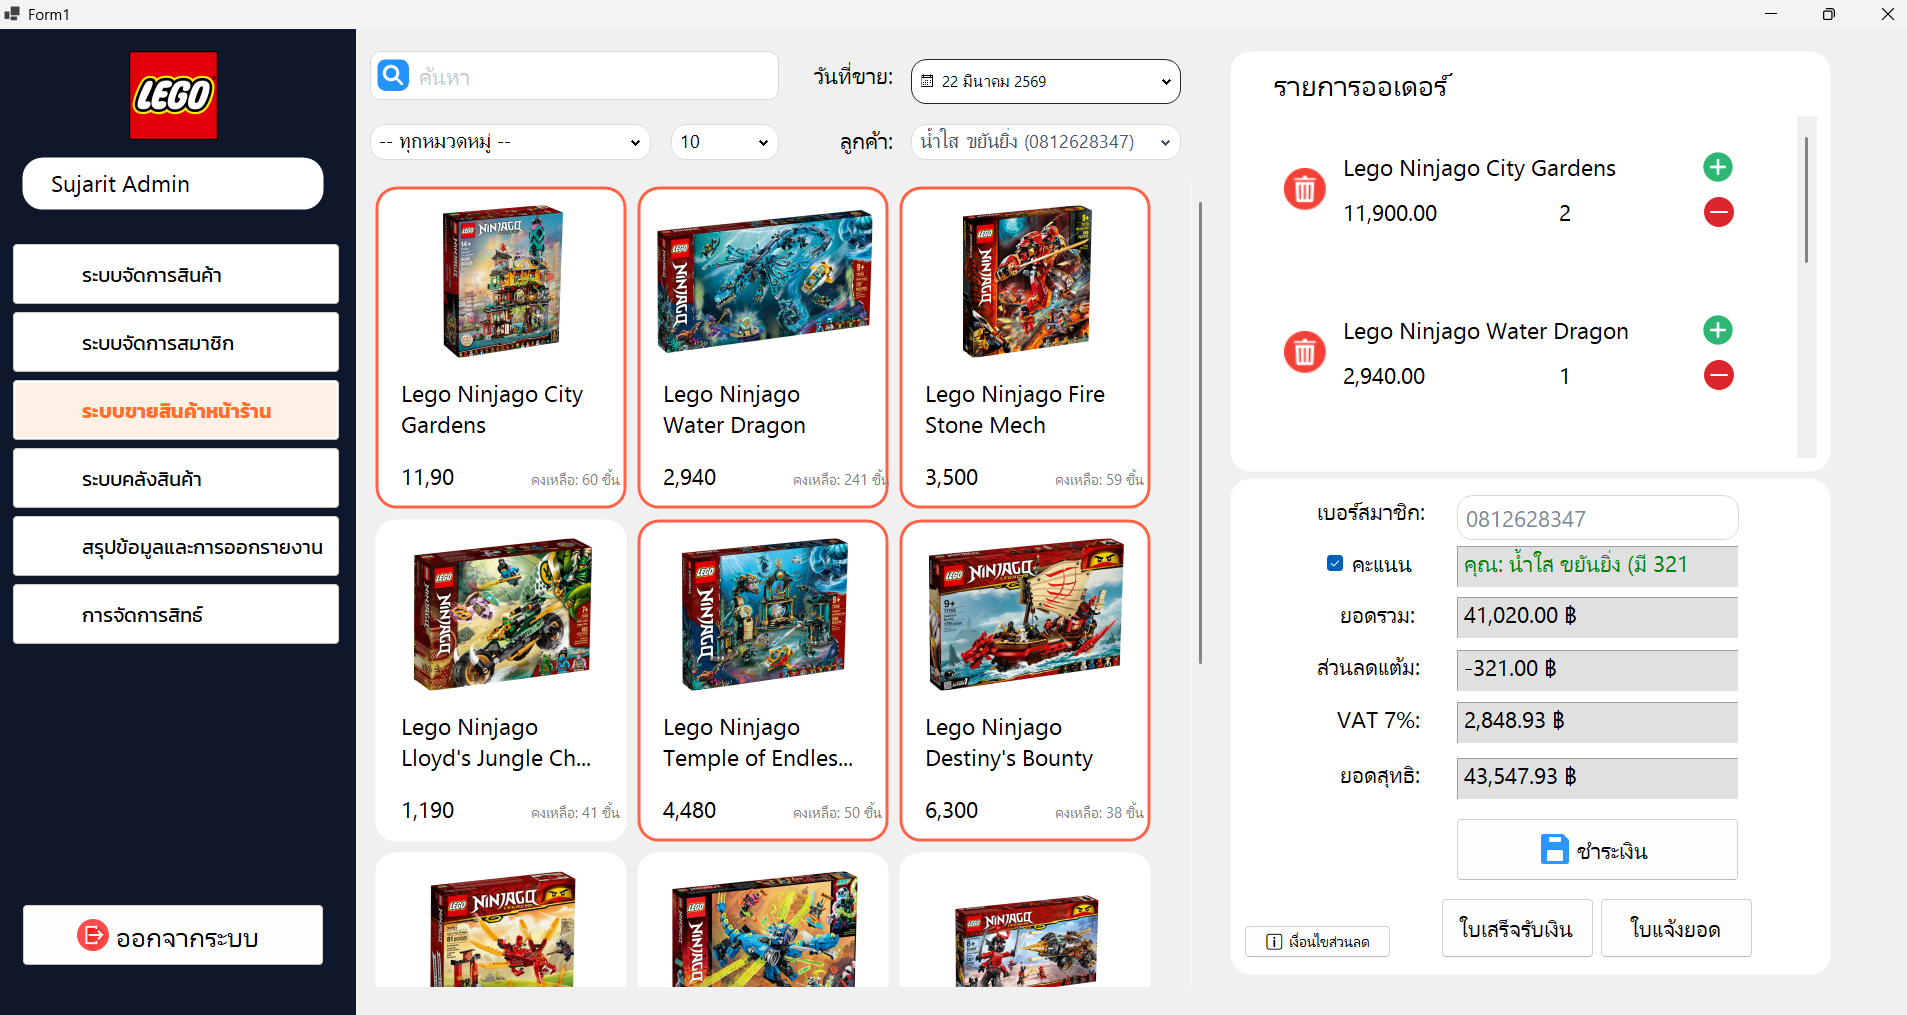 Form1
LEGO
Sujarit Admin
ระบบจัดการสินค้า
ระบบจัดการสมาชิก
ระบบขายสินค้าหน้าร้าน
ระบบคลังสินค้า
สรุปข้อมูลและการออกรายงาน
การจัดการสิทธ์
ออกจากระบบ
ค้นหา
วันที่ขาย:
22 มีนาคม 2569
-- ทุกหมวดหมู่ --
10
ลูกค้า:
น้ำใส ขยันยิ่ง (0812628347)
Lego Ninjago City
Gardens
11,90
คงเหลือ: 60 ชิ้น
Lego Ninjago
Water Dragon
2,940
คงเหลือ: 241 ชิ้น
Lego Ninjago Fire
Stone Mech
3,500
คงเหลือ: 59 ชิ้น
Lego Ninjago
Lloyd's Jungle Ch...
1,190
คงเหลือ: 41 ชิ้น
Lego Ninjago
Temple of Endles...
4,480
คงเหลือ: 50 ชิ้น
Lego Ninjago
Destiny's Bounty
6,300
คงเหลือ: 38 ชิ้น
รายการออเดอร์
Lego Ninjago City Gardens
11,900.00 2
Lego Ninjago Water Dragon
2,940.00 1
เบอร์สมาชิก:
0812628347
คะแนน
คุณ: น้ำใส ขยันยิ่ง (มี 321
ยอดรวม:
41,020.00 ฿
ส่วนลดแต้ม:
-321.00 ฿
VAT 7%:
2,848.93 ฿
ยอดสุทธิ:
43,547.93 ฿
ชำระเงิน
เงื่อนไขส่วนลด
ใบเสร็จรับเงิน
ใบแจ้งยอด